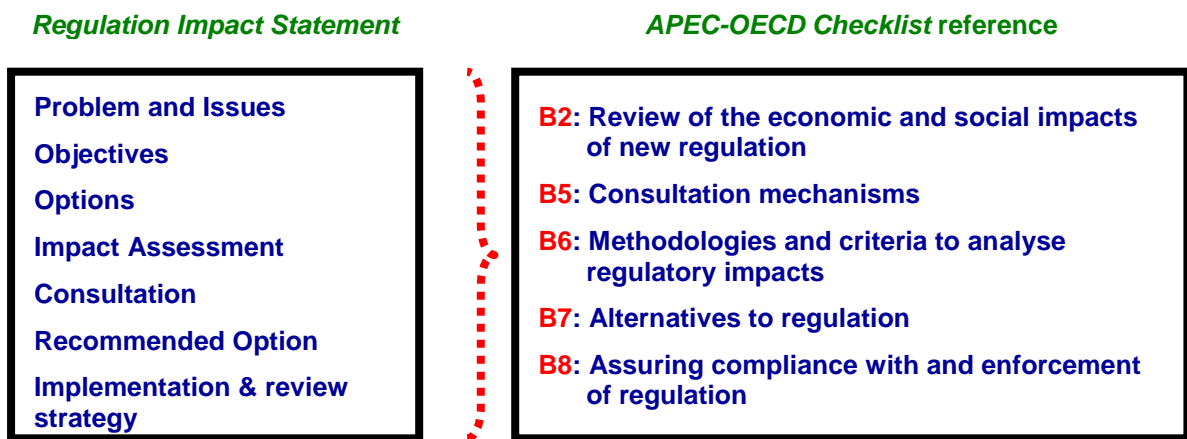 Regulation Impact Statement
Problem and Issues
Objectives
Options
Impact Assessment
Consultation
Recommended Option
Implementation & review
strategy
APEC-OECD Checklist reference
B2: Review of the economic and social impacts
of new regulation
B5: Consultation mechanisms
B6: Methodologies and criteria to analyse
regulatory impacts
B7: Alternatives to regulation
B8: Assuring compliance with and enforcement
of regulation